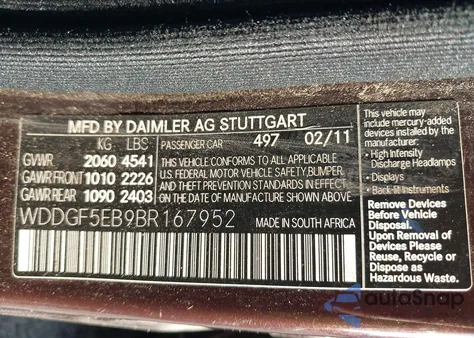 MFD BY DAIMLER AG STUTTGART
KG LBS PASSENGER CAR 497 02/11
GVWR 2060 4541
GAWR FRONT 1010 2226
GAWR REAR 1090 2403
THIS VEHICLE CONFORMS TO ALL APPLICABLE
U.S. FEDERAL MOTOR VEHICLE SAFETY, BUMPER,
AND THEFT PREVENTION STANDARDS IN EFFECT
ON THE DATE OF MANUFACTURE SHOWN ABOVE.
WDDGF5EB9BR167952 MADE IN SOUTH AFRICA
This vehicle may
include mercury-
added devices
installed by the
manufacturer:
• High Intensity
Discharge Headlamps
• Displays
• Back lit Instruments
Remove Devices
Before Vehicle
Disposal.
Upon Removal of
Devices Please
Reuse, Recycle or
Dispose as
Hazardous Waste.
autoSnap